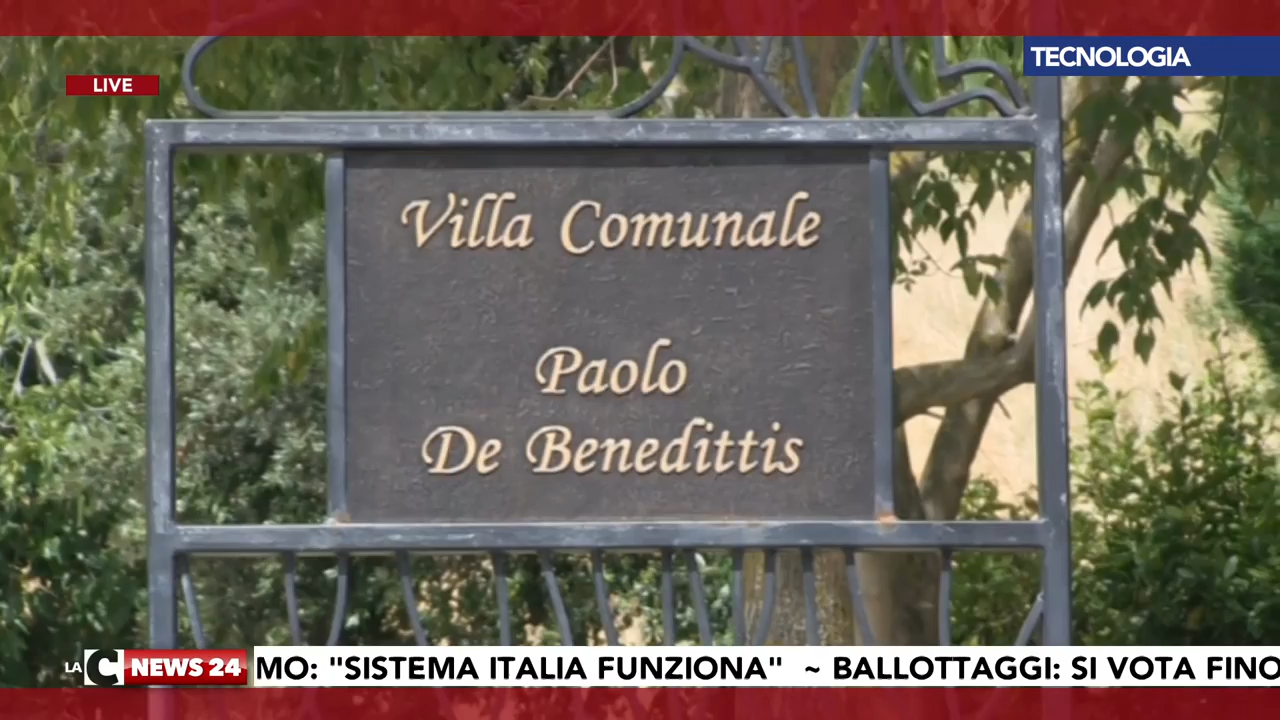 TECNOLOGIA
LIVE
Villa Comunale
Paolo
De Benedittis
LA C NEWS 24
MO: "SISTEMA ITALIA FUNZIONA" ~ BALLOTTAGGI: SI VOTA FINO